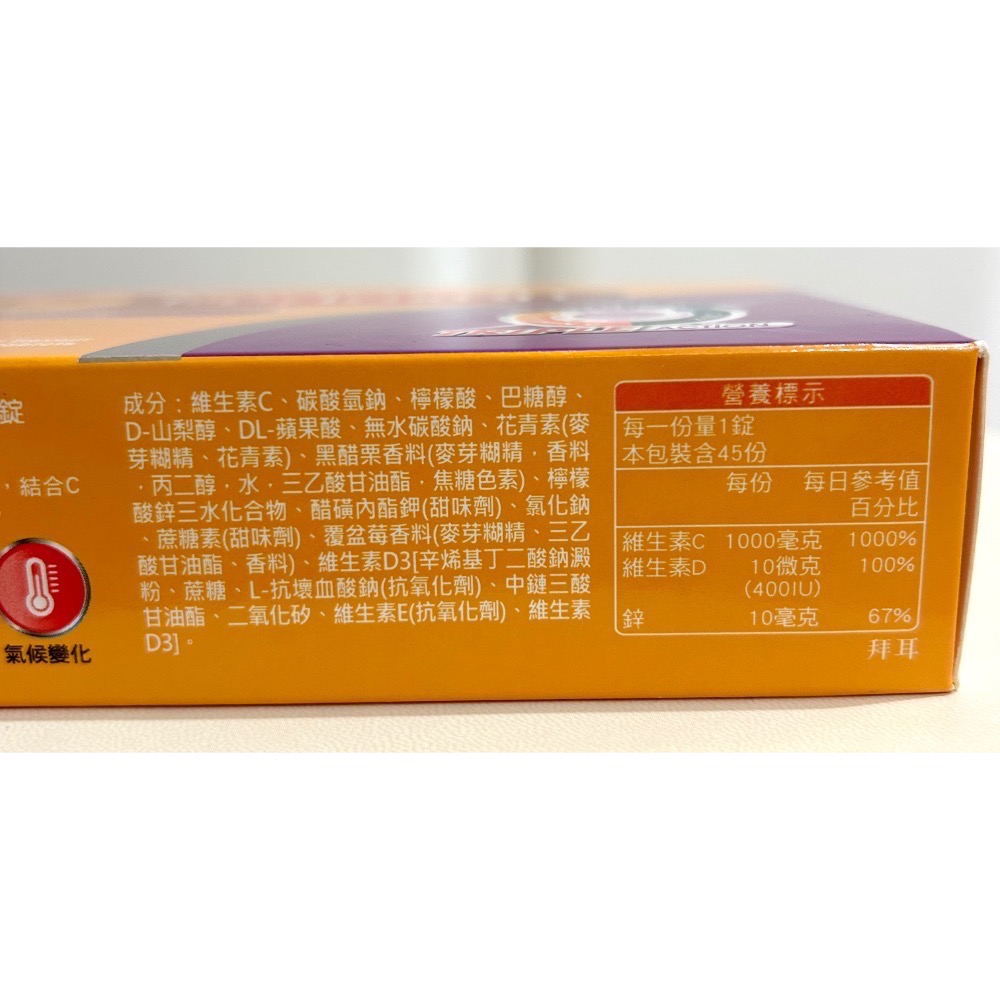 ACTION
錠
，結合C
氣候變化
成分：維生素C、碳酸氫鈉、檸檬酸、巴糖醇、
D-山梨醇、DL-蘋果酸、無水碳酸鈉、花青素(麥
芽糊精、花青素)、黑醋栗香料(麥芽糊精﹒香料
﹒丙二醇﹒水﹒三乙酸甘油酯﹒焦糖色素)、檸檬
酸鋅三水化合物、醋磺內酯鉀(甜味劑)、氯化鈉
、蔗糖素(甜味劑)、覆盆莓香料(麥芽糊精、三乙
酸甘油酯、香料)、維生素D3[辛烯基丁二酸鈉澱
粉、蔗糖、L-抗壞血酸鈉(抗氧化劑)、中鏈三酸
甘油酯、二氧化矽、維生素E(抗氧化劑)、維生素
D3]。
營養標示
每一份量1錠
本包裝含45份
每份 每日參考值
百分比
維生素C 1000毫克 1000%
維生素D 10微克 100%
(400IU)
鋅 10毫克 67%
拜耳